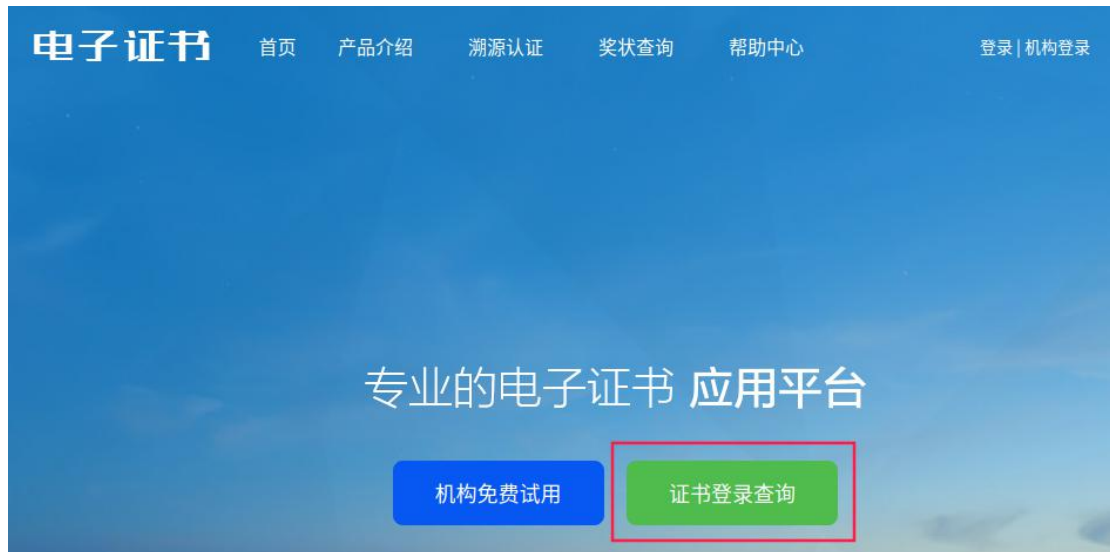 电子证书 首页 产品介绍 溯源认证 奖状查询 帮助中心 登录 | 机构登录
专业的电子证书 应用平台
机构免费试用 证书登录查询